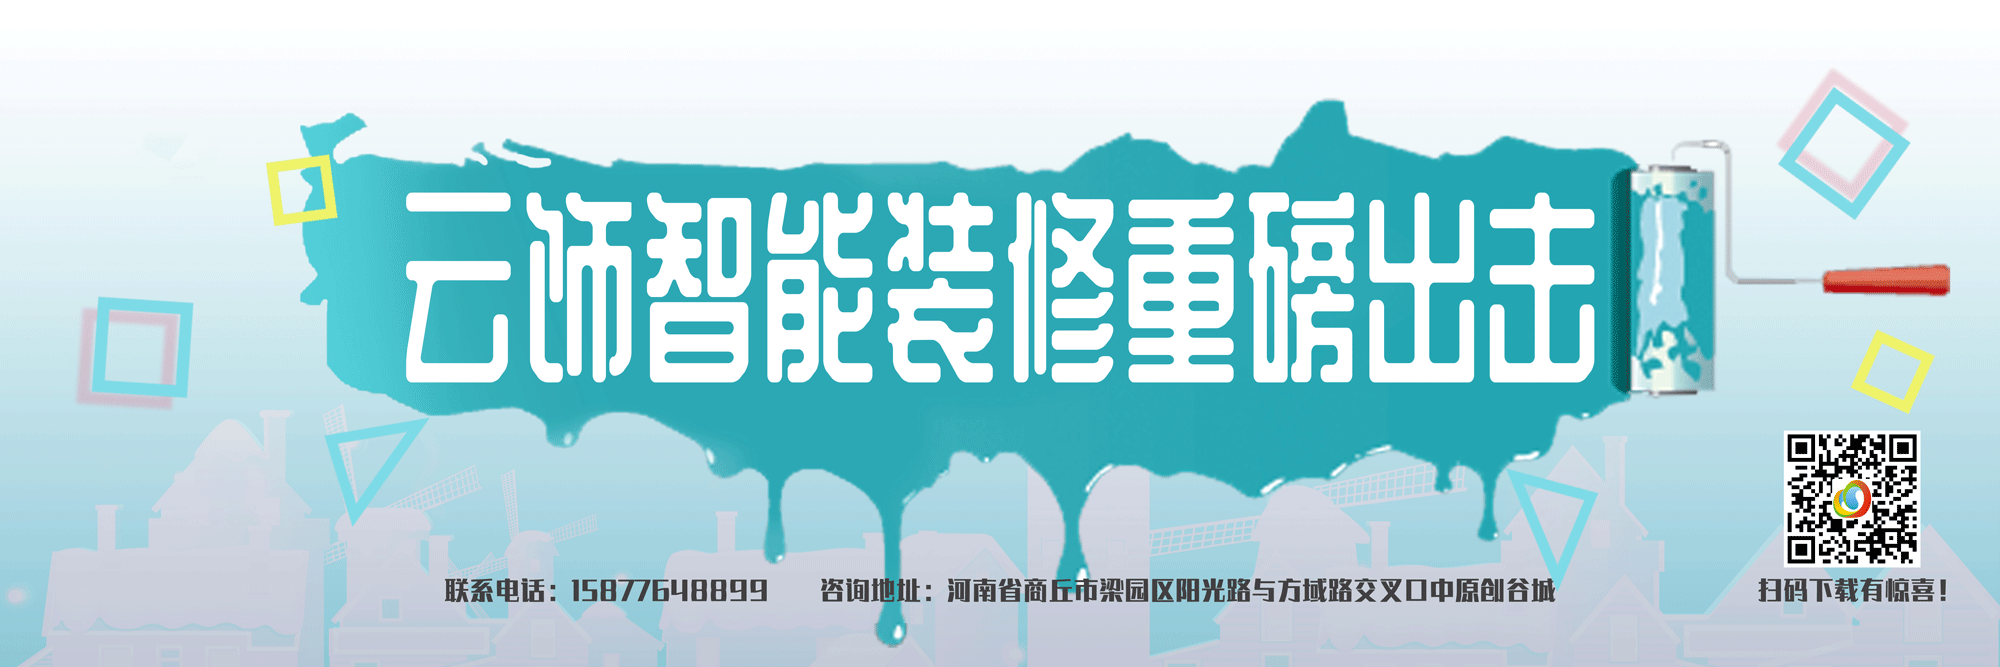 云饰智能装修重磅出击
联系电话：15877648899 咨询地址：河南省商丘市梁园区阳光路与方域路交叉口中原创谷城
扫码下载有惊喜！